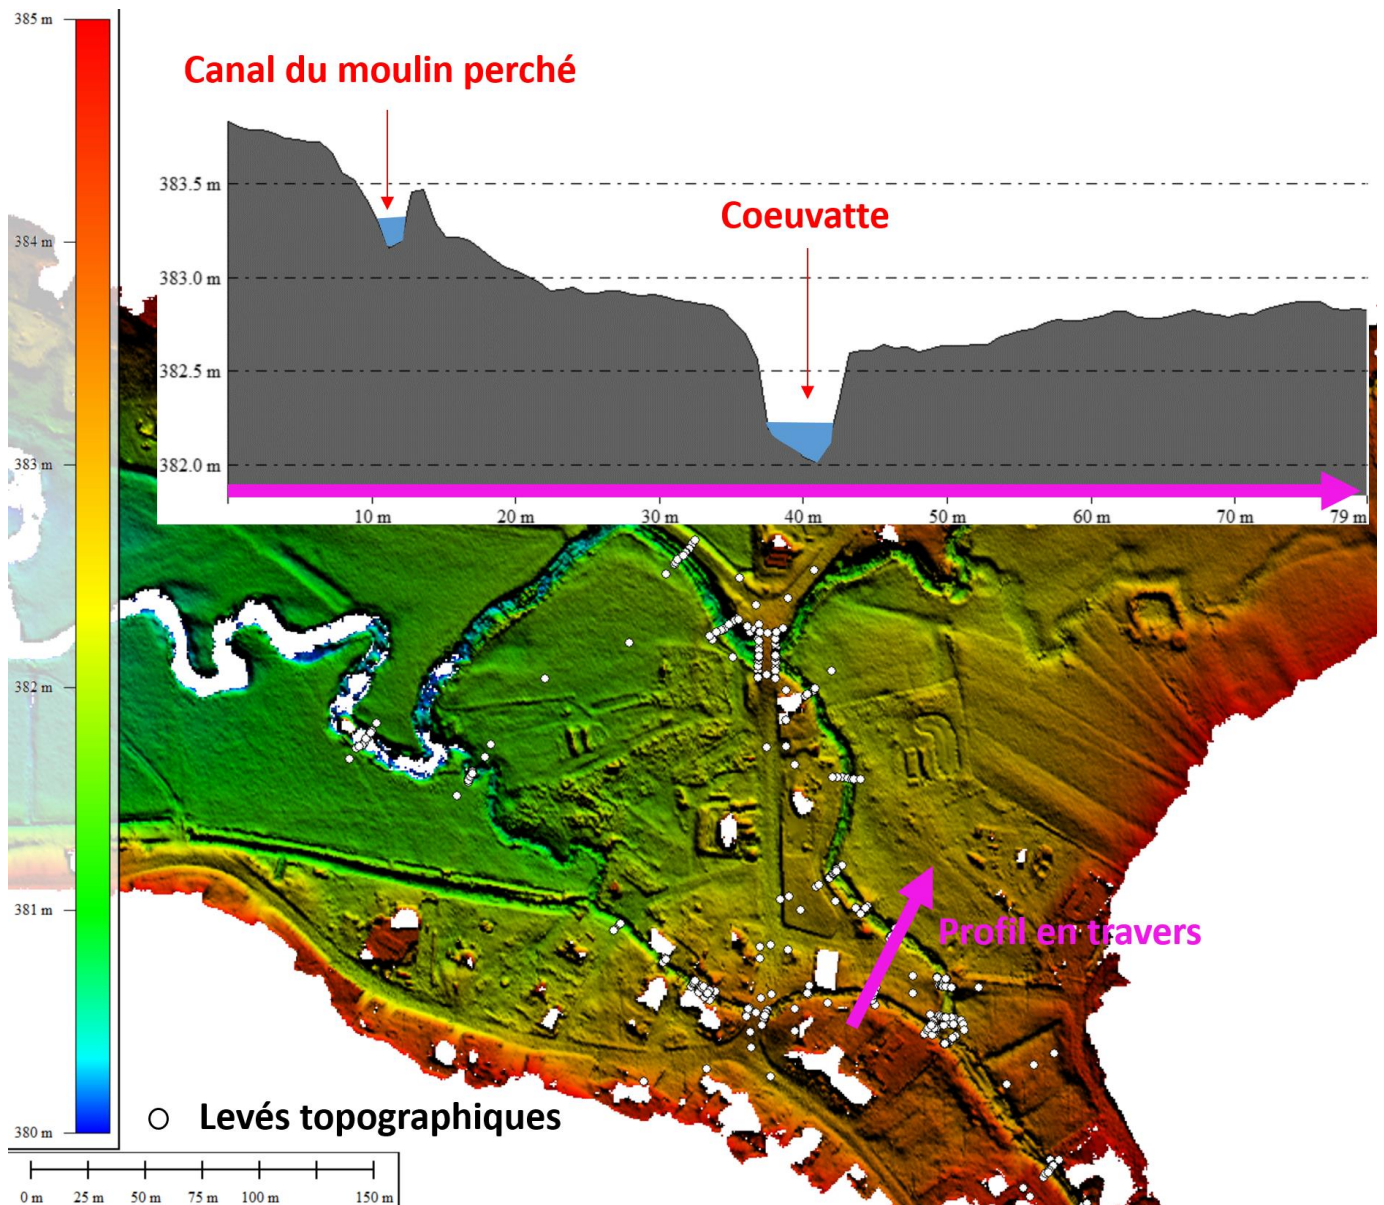 385 m
384 m
383 m
382 m
381 m
380 m
Canal du moulin perché
Coeuvatte
383.5 m
383.0 m
382.5 m
382.0 m
10 m 20 m 30 m 40 m 50 m 60 m 70 m 79 m
Profil en travers
Levés topographiques
0 m 25 m 50 m 75 m 100 m 150 m